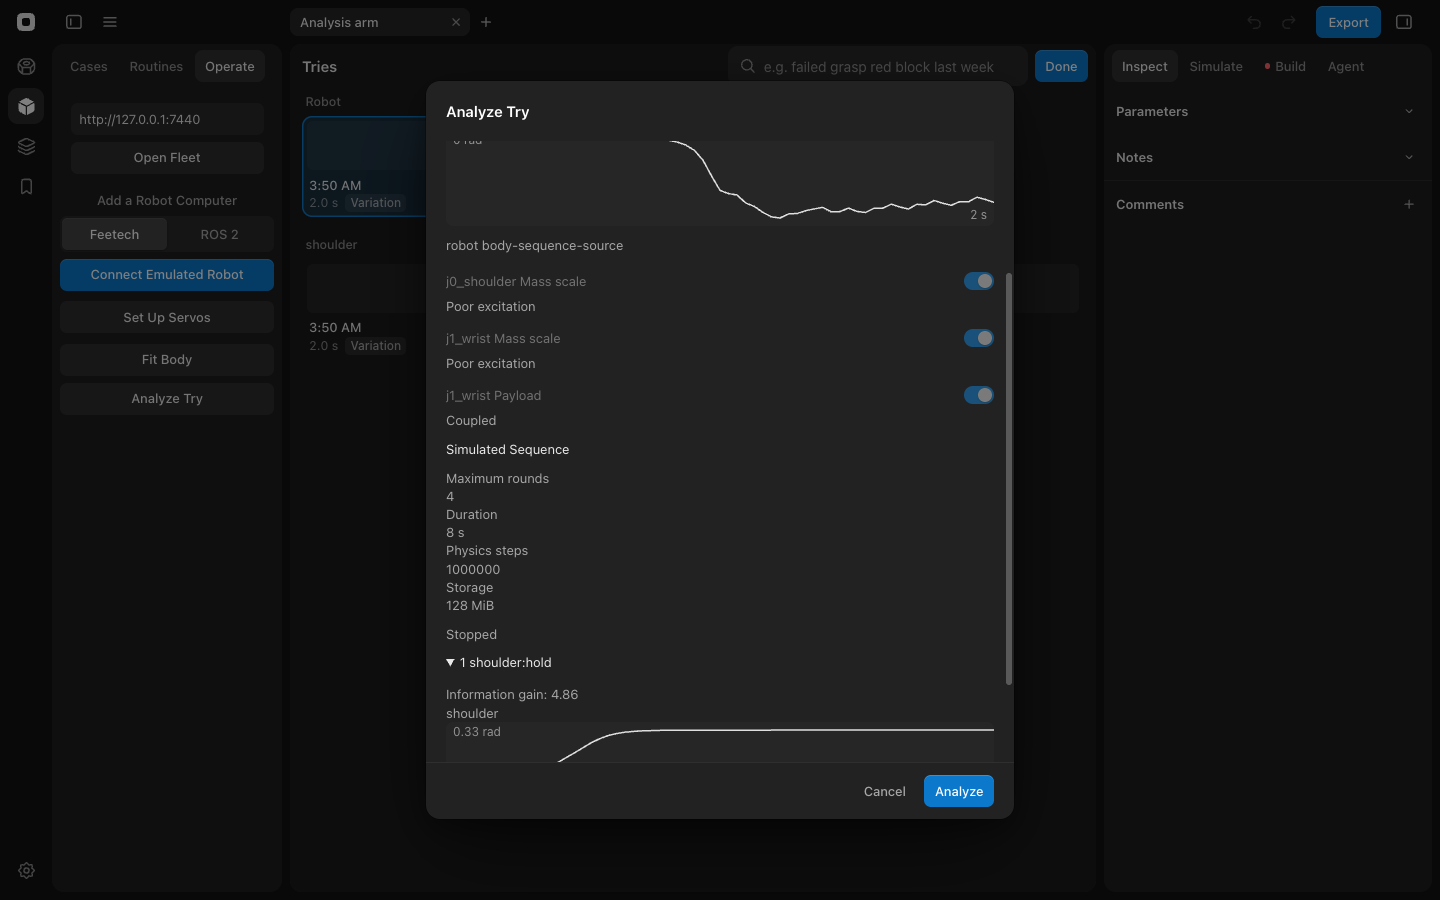 Analysis arm
Export
Cases
Routines
Operate
http://127.0.0.1:7440
Open Fleet
Add a Robot Computer
Feetech
ROS 2
Connect Emulated Robot
Set Up Servos
Fit Body
Analyze Try
Tries
e.g. failed grasp red block last week
Done
Robot
3:50 AM
2.0 s
Variation
shoulder
3:50 AM
2.0 s
Variation
Analyze Try
2 s
robot body-sequence-source
j0_shoulder Mass scale
Poor excitation
j1_wrist Mass scale
Poor excitation
j1_wrist Payload
Coupled
Simulated Sequence
Maximum rounds
4
Duration
8 s
Physics steps
1000000
Storage
128 MiB
Stopped
1 shoulder:hold
Information gain: 4.86
shoulder
0.33 rad
Cancel
Analyze
Inspect
Simulate
Build
Agent
Parameters
Notes
Comments